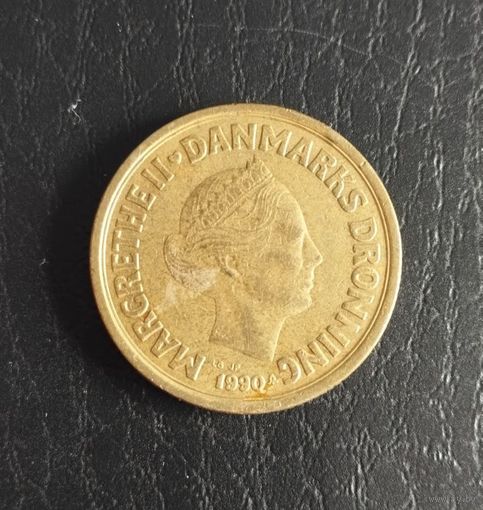 MARGRETHE II · DANMARKS DRONNING
1990